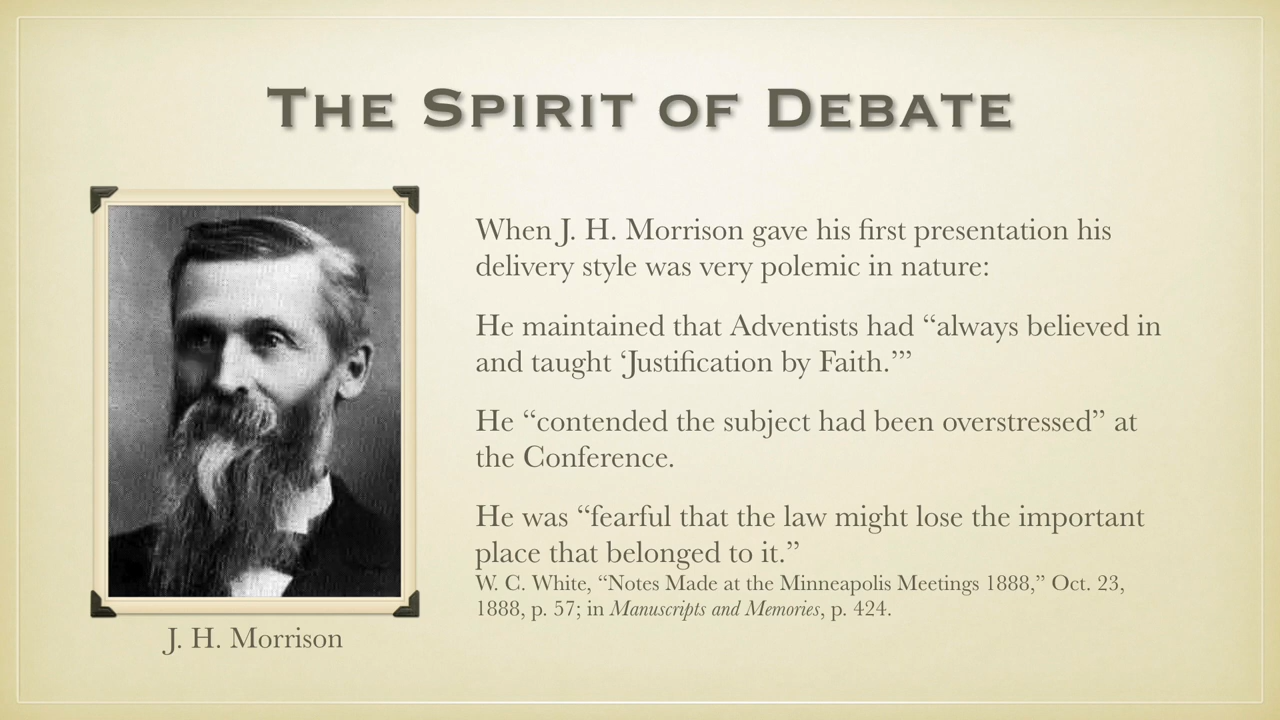 The Spirit of Debate
When J. H. Morrison gave his first presentation his
delivery style was very polemic in nature:
He maintained that Adventists had “always believed in
and taught ‘Justification by Faith.’”
He “contended the subject had been overstressed” at
the Conference.
He was “fearful that the law might lose the important
place that belonged to it.”
W. C. White, “Notes Made at the Minneapolis Meetings 1888,” Oct. 23,
1888, p. 57; in Manuscripts and Memories, p. 424.
J. H. Morrison